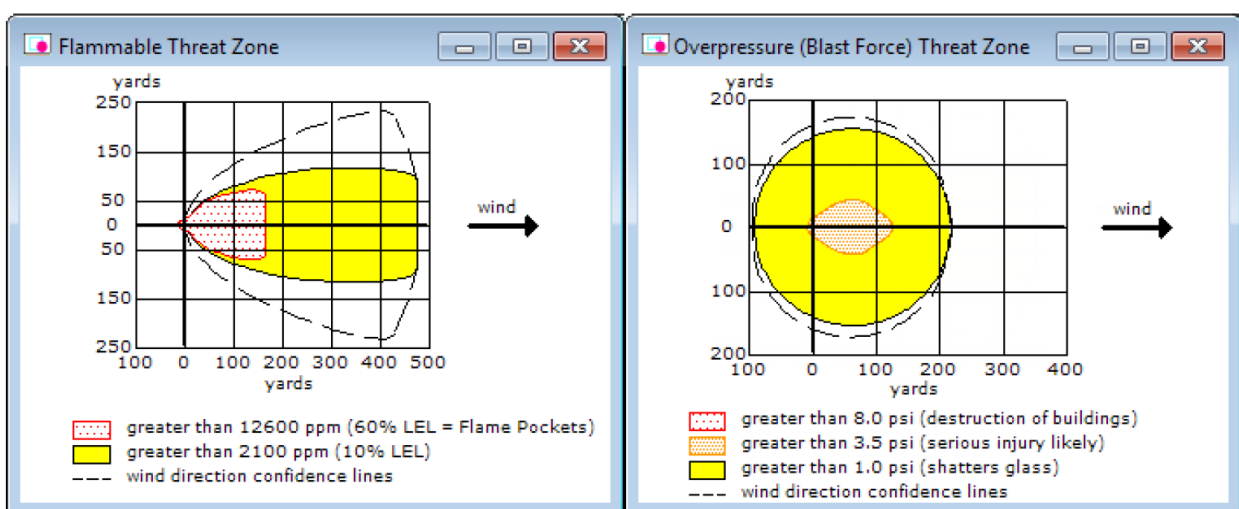 Flammable Threat Zone
yards
250
150
50
0
50
150
250
100 0 100 200 300 400 500
yards
wind
greater than 12600 ppm (60% LEL = Flame Pockets)
greater than 2100 ppm (10% LEL)
wind direction confidence lines
Overpressure (Blast Force) Threat Zone
yards
200
100
0
100
200
100 0 100 200 300 400
yards
wind
greater than 8.0 psi (destruction of buildings)
greater than 3.5 psi (serious injury likely)
greater than 1.0 psi (shatters glass)
wind direction confidence lines